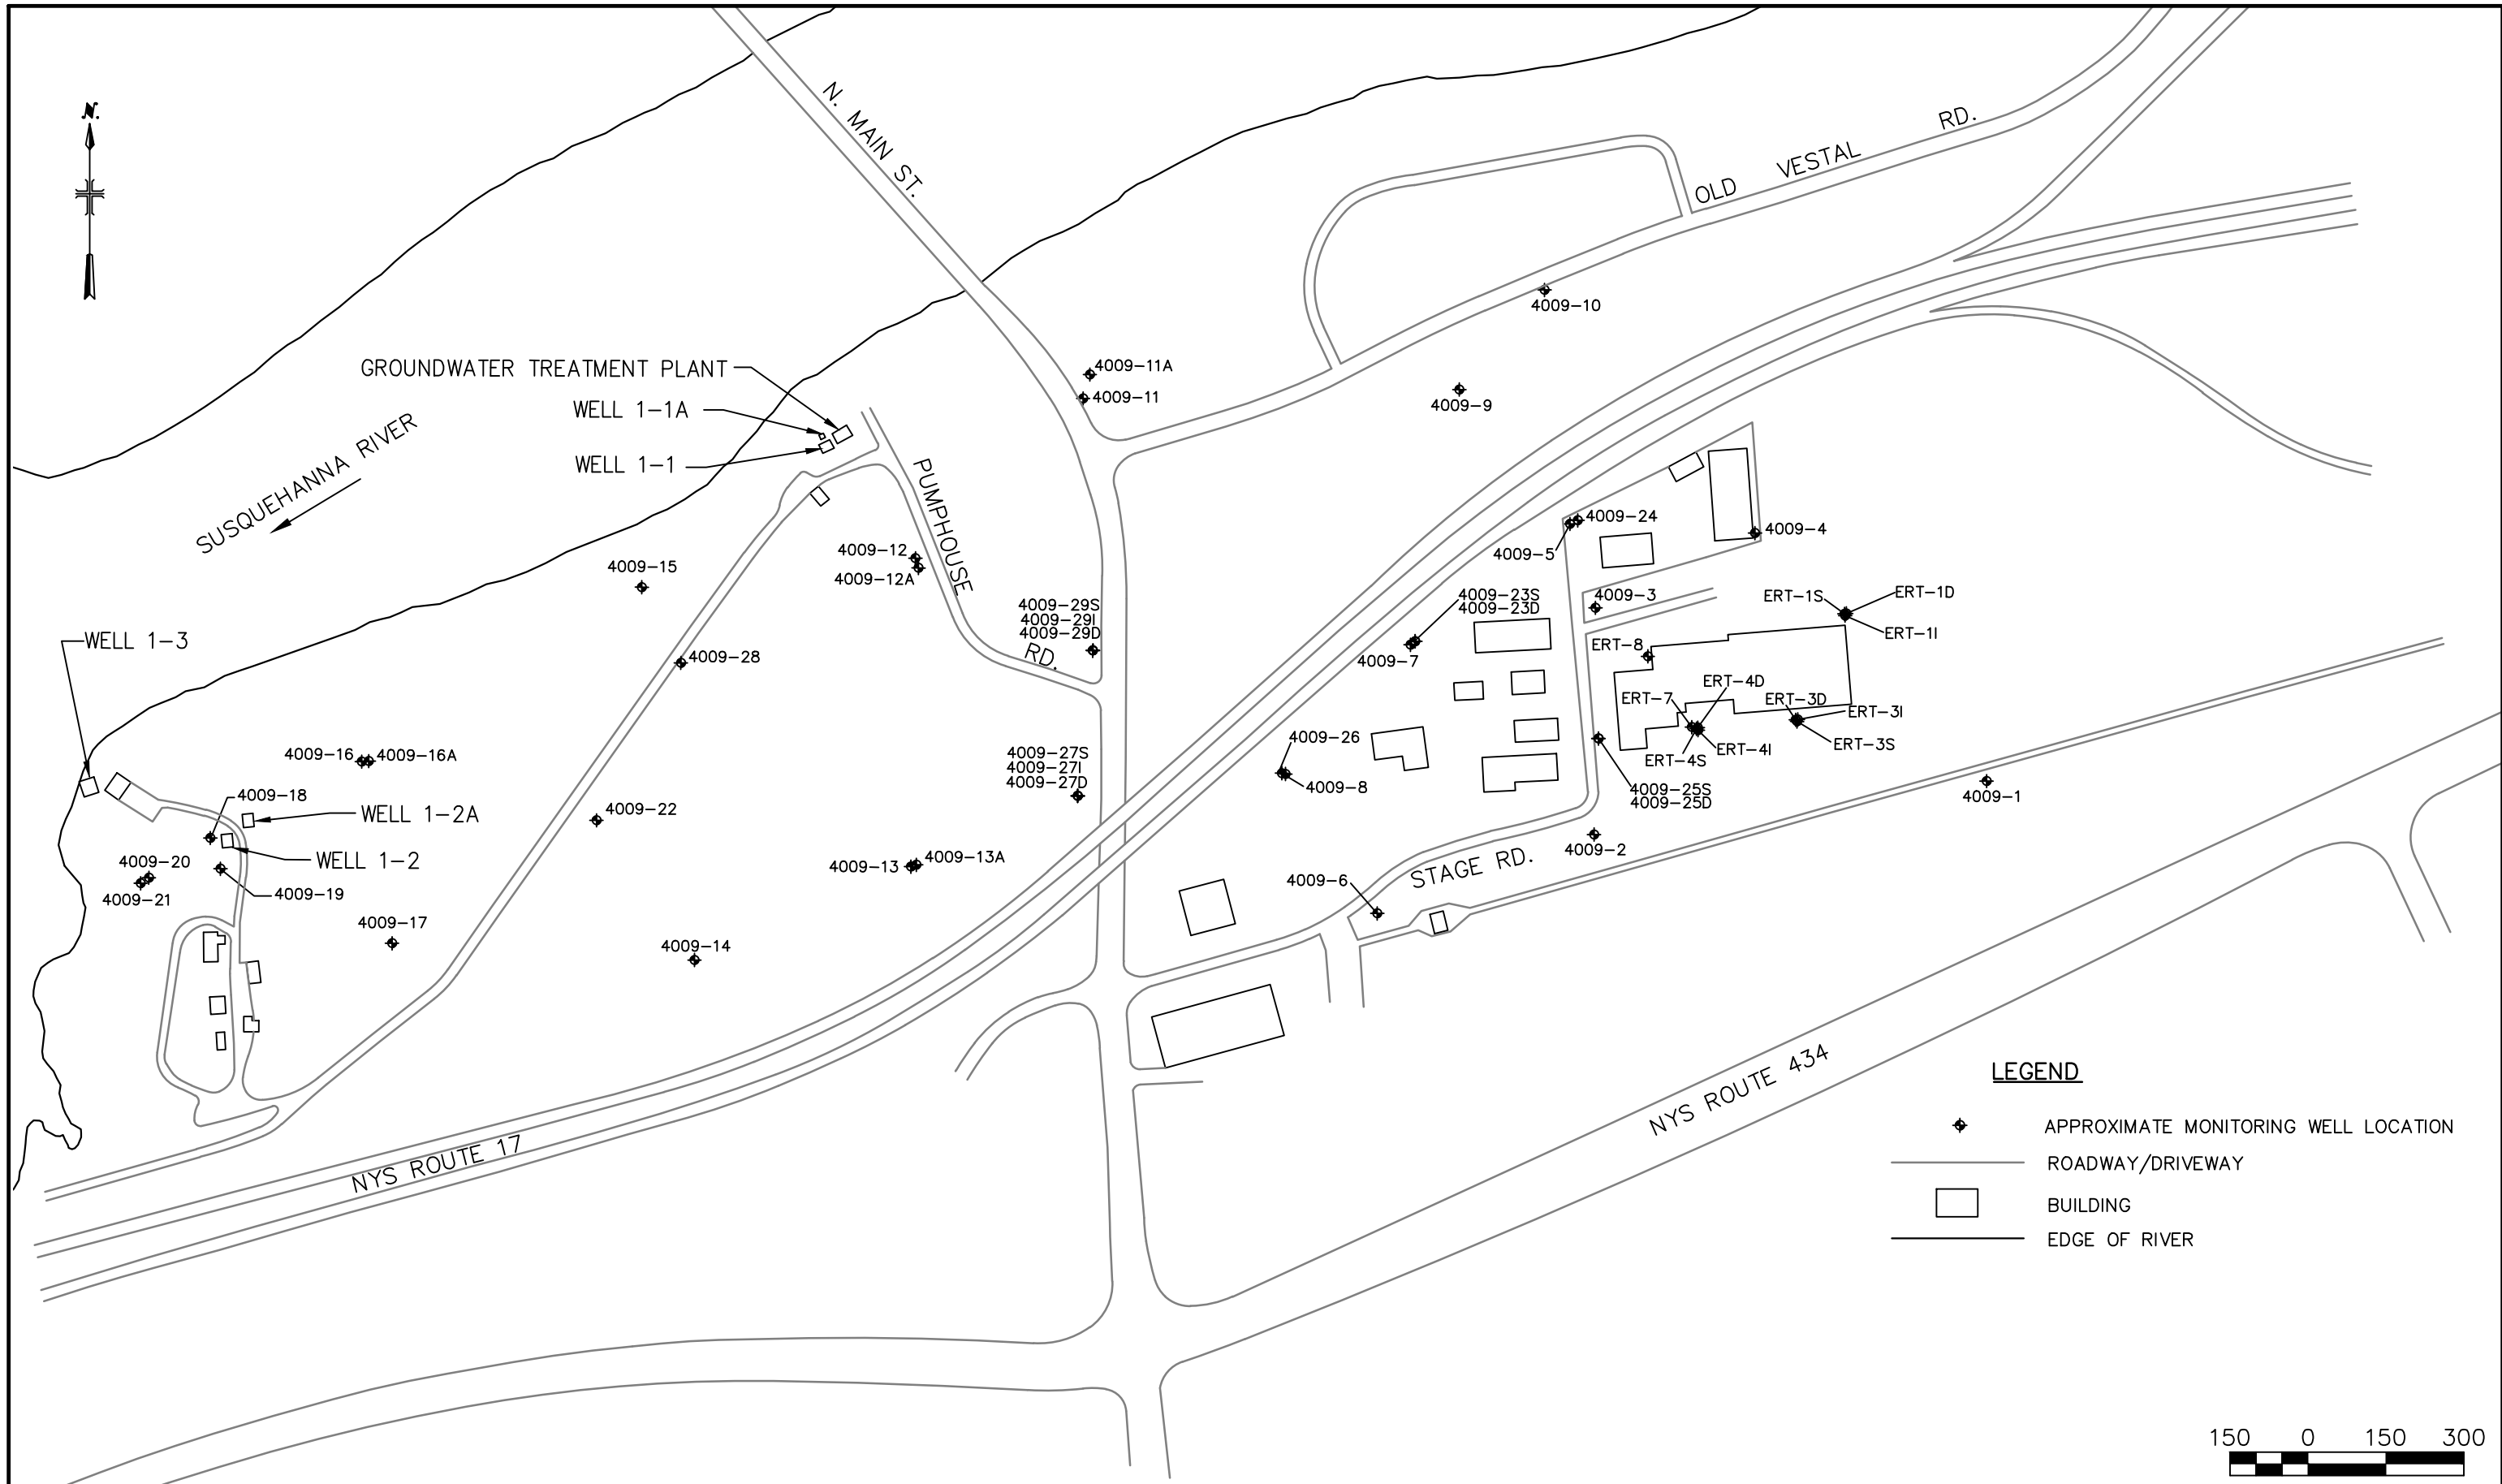 N.
N. MAIN ST.
OLD VESTAL RD.
4009-10
GROUNDWATER TREATMENT PLANT
4009-11A
4009-11
4009-9
WELL 1-1A
WELL 1-1
SUSQUEHANNA RIVER
PUMPHOUSE
RD.
4009-24
4009-5
4009-4
4009-12
4009-12A
4009-15
4009-29S
4009-29I
4009-29D
4009-23S
4009-23D
4009-7
4009-3
ERT-1S
ERT-1D
ERT-1I
ERT-8
WELL 1-3
4009-28
ERT-7
ERT-4D
ERT-3D
ERT-3I
ERT-3S
ERT-4S
ERT-4I
4009-16
4009-16A
4009-27S
4009-27I
4009-27D
4009-26
4009-8
4009-25S
4009-25D
4009-1
4009-18
WELL 1-2A
4009-22
WELL 1-2
4009-20
4009-21
4009-19
4009-13
4009-13A
4009-2
STAGE RD.
4009-6
4009-17
4009-14
NYS ROUTE 17
NYS ROUTE 434
LEGEND
APPROXIMATE MONITORING WELL LOCATION
ROADWAY/DRIVEWAY
BUILDING
EDGE OF RIVER
150 0 150 300